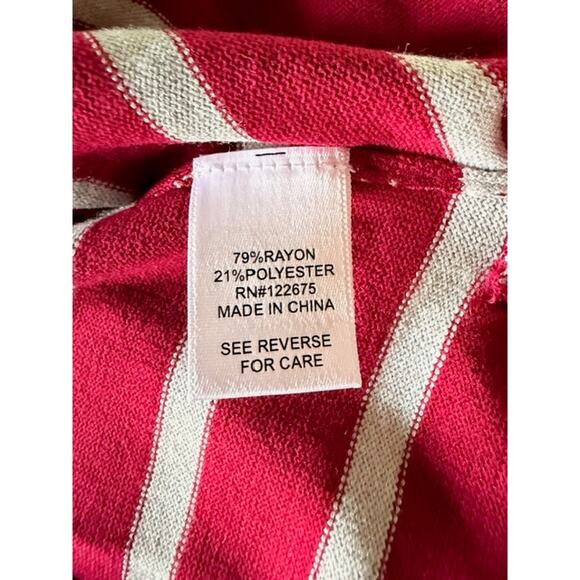 79%RAYON
21%POLYESTER
RN#122675
MADE IN CHINA
SEE REVERSE
FOR CARE